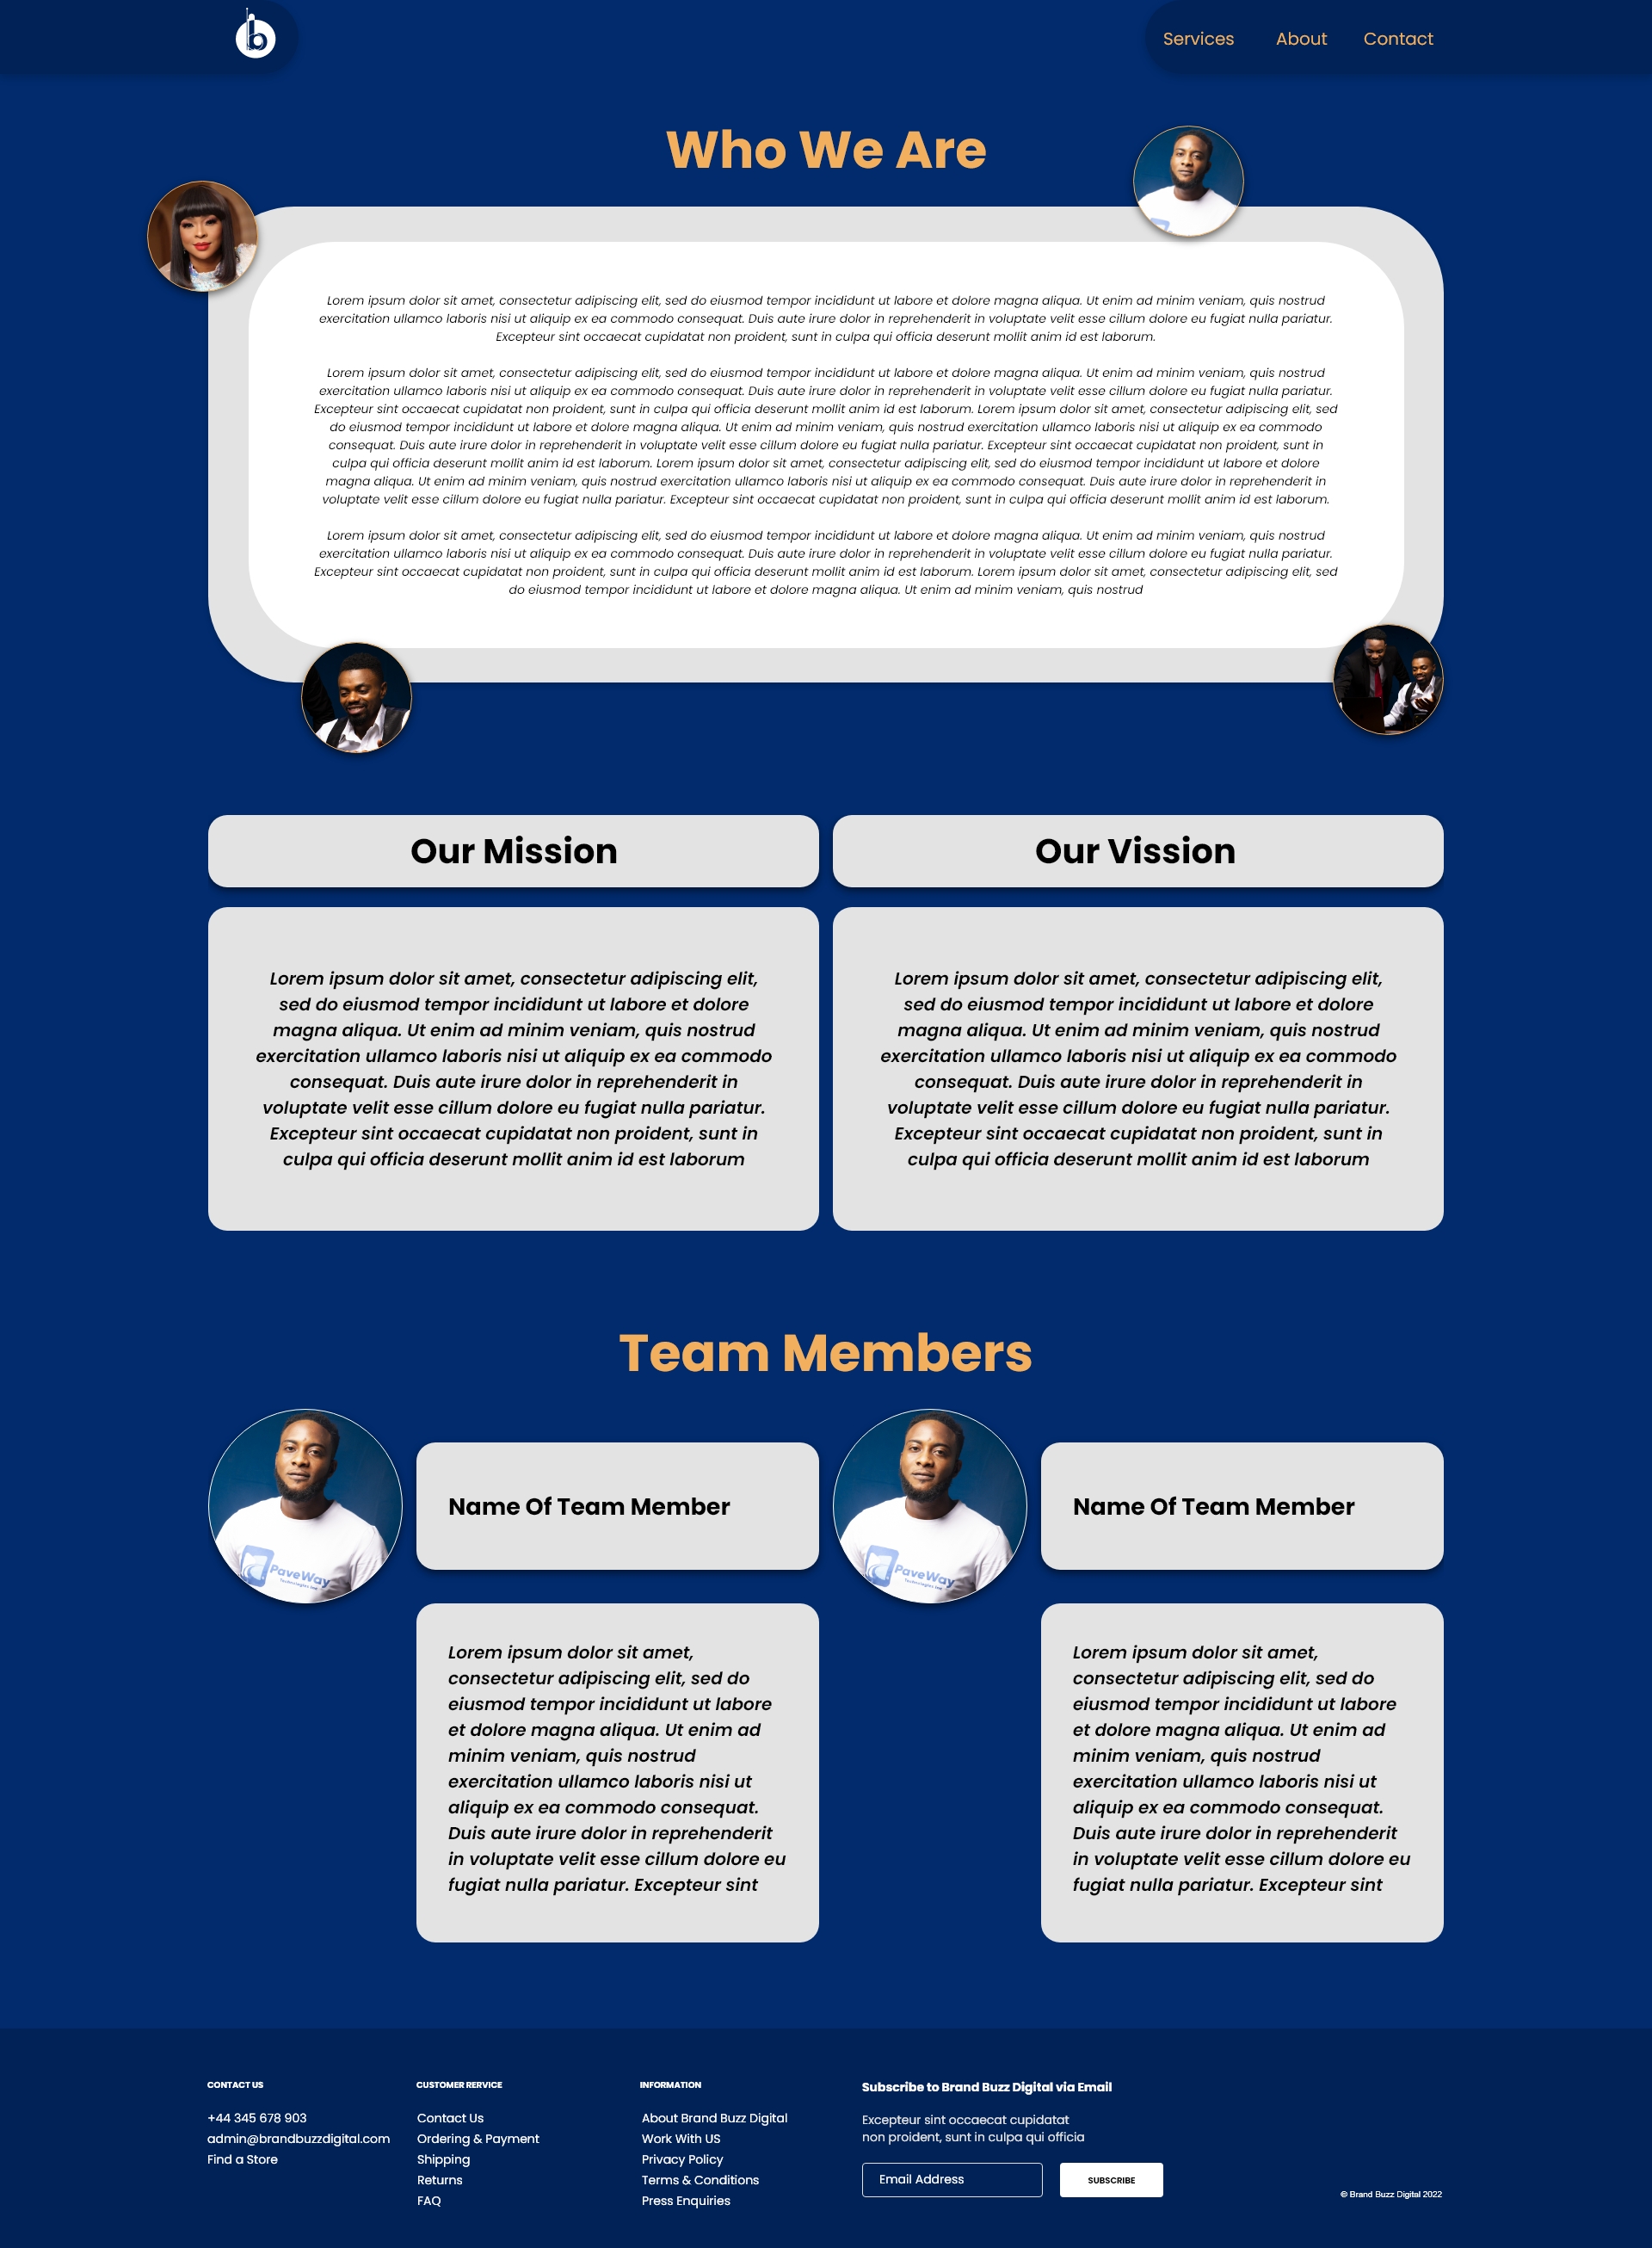 b
Services About Contact
Who We Are
Lorem ipsum dolor sit amet, consectetur adipiscing elit, sed do eiusmod tempor incididunt ut labore et dolore magna aliqua. Ut enim ad minim veniam, quis nostrud
exercitation ullamco laboris nisi ut aliquip ex ea commodo consequat. Duis aute irure dolor in reprehenderit in voluptate velit esse cillum dolore eu fugiat nulla pariatur.
Excepteur sint occaecat cupidatat non proident, sunt in culpa qui officia deserunt mollit anim id est laborum.
Lorem ipsum dolor sit amet, consectetur adipiscing elit, sed do eiusmod tempor incididunt ut labore et dolore magna aliqua. Ut enim ad minim veniam, quis nostrud
exercitation ullamco laboris nisi ut aliquip ex ea commodo consequat. Duis aute irure dolor in reprehenderit in voluptate velit esse cillum dolore eu fugiat nulla pariatur.
Excepteur sint occaecat cupidatat non proident, sunt in culpa qui officia deserunt mollit anim id est laborum. Lorem ipsum dolor sit amet, consectetur adipiscing elit, sed
do eiusmod tempor incididunt ut labore et dolore magna aliqua. Ut enim ad minim veniam, quis nostrud exercitation ullamco laboris nisi ut aliquip ex ea commodo
consequat. Duis aute irure dolor in reprehenderit in voluptate velit esse cillum dolore eu fugiat nulla pariatur. Excepteur sint occaecat cupidatat non proident, sunt in
culpa qui officia deserunt mollit anim id est laborum. Lorem ipsum dolor sit amet, consectetur adipiscing elit, sed do eiusmod tempor incididunt ut labore et dolore
magna aliqua. Ut enim ad minim veniam, quis nostrud exercitation ullamco laboris nisi ut aliquip ex ea commodo consequat. Duis aute irure dolor in reprehenderit in
voluptate velit esse cillum dolore eu fugiat nulla pariatur. Excepteur sint occaecat cupidatat non proident, sunt in culpa qui officia deserunt mollit anim id est laborum.
Lorem ipsum dolor sit amet, consectetur adipiscing elit, sed do eiusmod tempor incididunt ut labore et dolore magna aliqua. Ut enim ad minim veniam, quis nostrud
exercitation ullamco laboris nisi ut aliquip ex ea commodo consequat. Duis aute irure dolor in reprehenderit in voluptate velit esse cillum dolore eu fugiat nulla pariatur.
Excepteur sint occaecat cupidatat non proident, sunt in culpa qui officia deserunt mollit anim id est laborum. Lorem ipsum dolor sit amet, consectetur adipiscing elit, sed
do eiusmod tempor incididunt ut labore et dolore magna aliqua. Ut enim ad minim veniam, quis nostrud
Our Mission
Lorem ipsum dolor sit amet, consectetur adipiscing elit,
sed do eiusmod tempor incididunt ut labore et dolore
magna aliqua. Ut enim ad minim veniam, quis nostrud
exercitation ullamco laboris nisi ut aliquip ex ea commodo
consequat. Duis aute irure dolor in reprehenderit in
voluptate velit esse cillum dolore eu fugiat nulla pariatur.
Excepteur sint occaecat cupidatat non proident, sunt in
culpa qui officia deserunt mollit anim id est laborum
Our Vission
Lorem ipsum dolor sit amet, consectetur adipiscing elit,
sed do eiusmod tempor incididunt ut labore et dolore
magna aliqua. Ut enim ad minim veniam, quis nostrud
exercitation ullamco laboris nisi ut aliquip ex ea commodo
consequat. Duis aute irure dolor in reprehenderit in
voluptate velit esse cillum dolore eu fugiat nulla pariatur.
Excepteur sint occaecat cupidatat non proident, sunt in
culpa qui officia deserunt mollit anim id est laborum
Team Members
PaveWay
Technologies Inc
Name Of Team Member
Lorem ipsum dolor sit amet,
consectetur adipiscing elit, sed do
eiusmod tempor incididunt ut labore
et dolore magna aliqua. Ut enim ad
minim veniam, quis nostrud
exercitation ullamco laboris nisi ut
aliquip ex ea commodo consequat.
Duis aute irure dolor in reprehenderit
in voluptate velit esse cillum dolore eu
fugiat nulla pariatur. Excepteur sint
PaveWay
Technologies Inc
Name Of Team Member
Lorem ipsum dolor sit amet,
consectetur adipiscing elit, sed do
eiusmod tempor incididunt ut labore
et dolore magna aliqua. Ut enim ad
minim veniam, quis nostrud
exercitation ullamco laboris nisi ut
aliquip ex ea commodo consequat.
Duis aute irure dolor in reprehenderit
in voluptate velit esse cillum dolore eu
fugiat nulla pariatur. Excepteur sint
CONTACT US
+44 345 678 903
admin@brandbuzzdigital.com
Find a Store
CUSTOMER RERVICE
Contact Us
Ordering & Payment
Shipping
Returns
FAQ
INFORMATION
About Brand Buzz Digital
Work With US
Privacy Policy
Terms & Conditions
Press Enquiries
Subscribe to Brand Buzz Digital via Email
Excepteur sint occaecat cupidatat
non proident, sunt in culpa qui officia
Email Address
SUBSCRIBE
© Brand Buzz Digital 2022